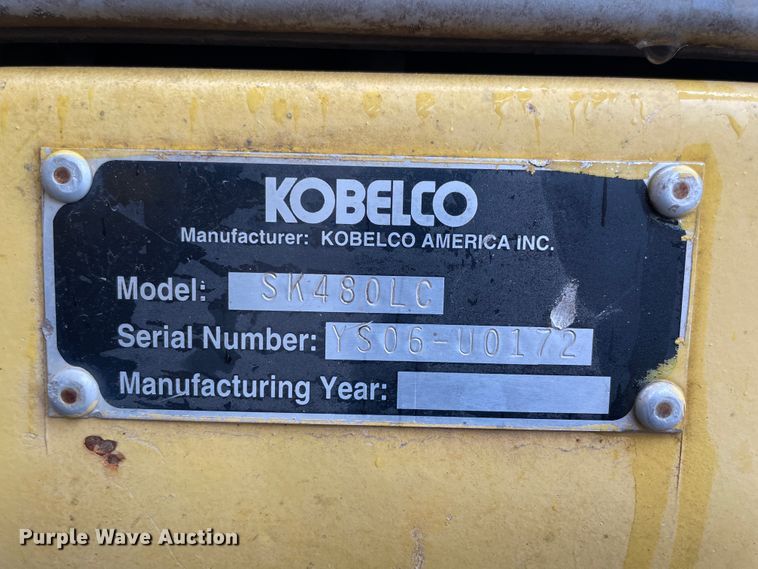 KOBELCO
Manufacturer: KOBELCO AMERICA INC.
Model: SK480LC
Serial Number: YS06-U0172
Manufacturing Year:
Purple Wave Auction